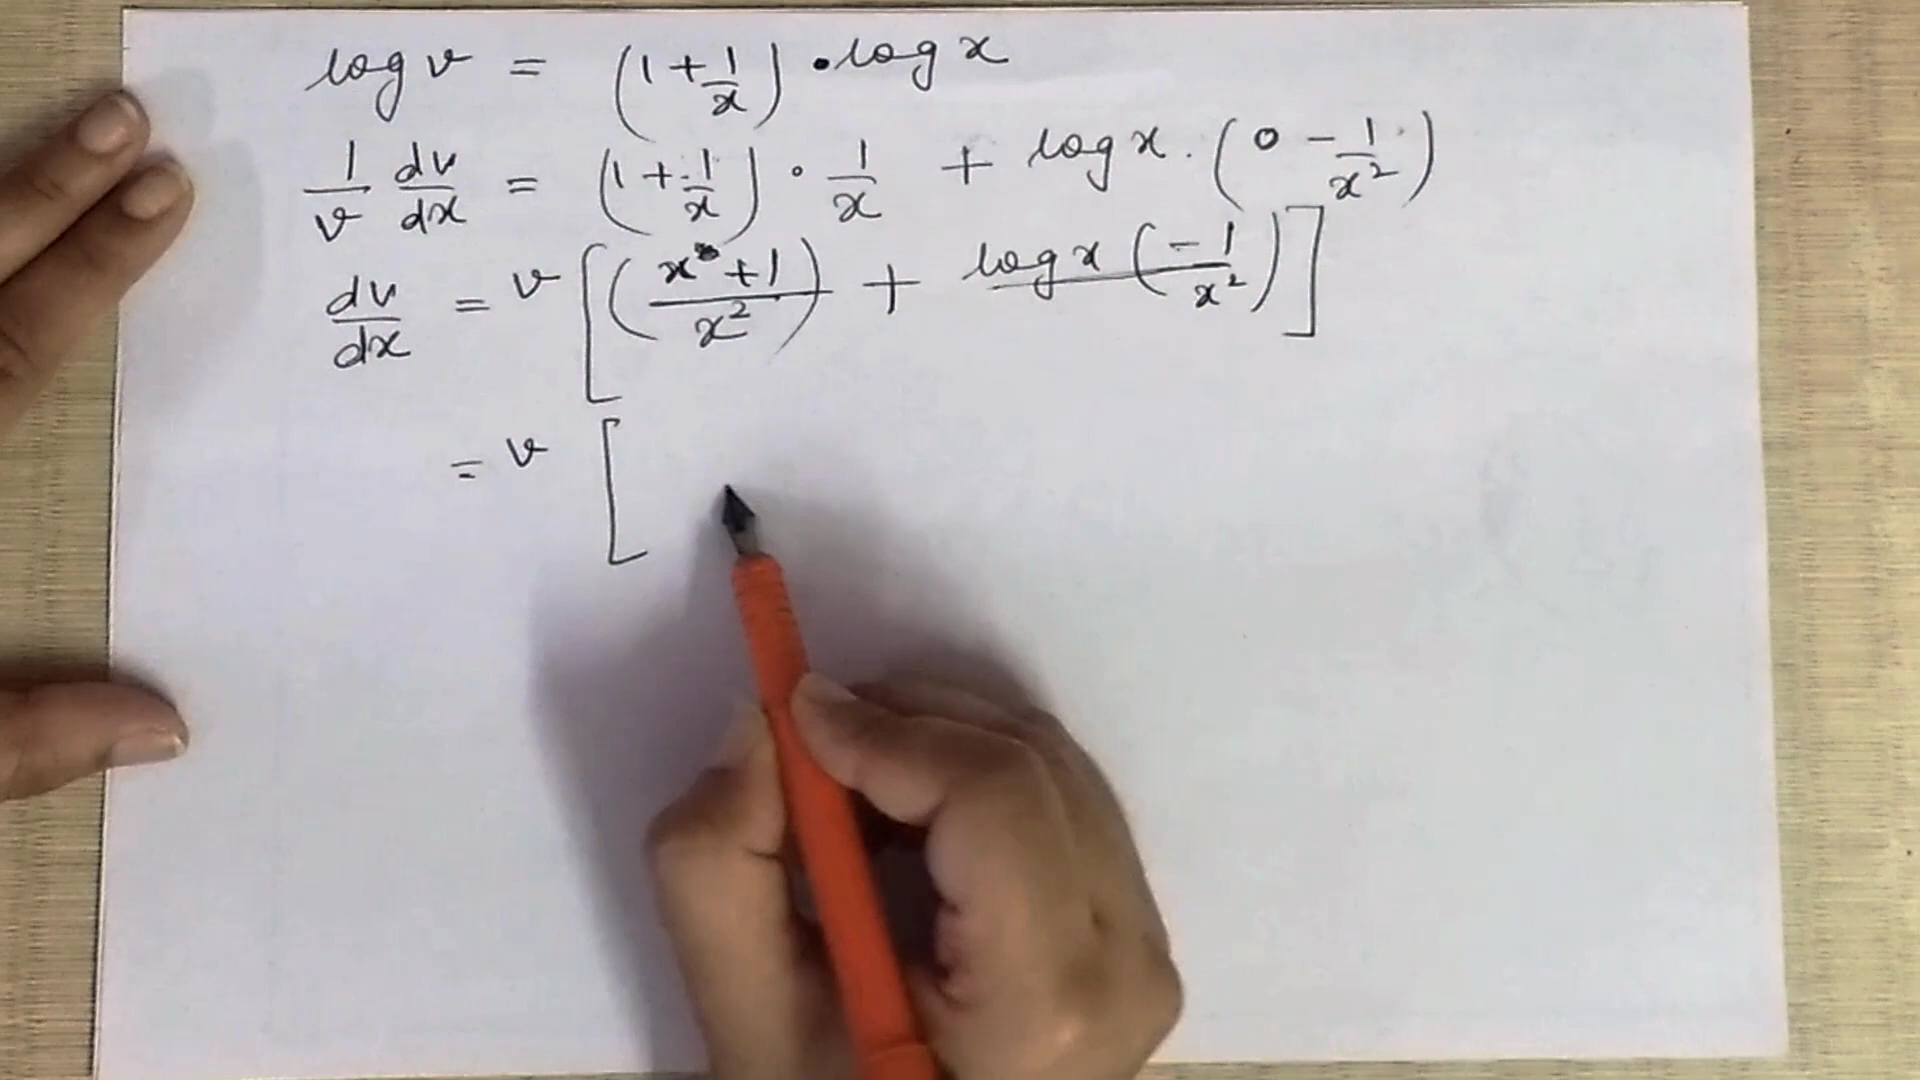 log v = (1 + 1/x) • log x
1/v dv/dx = (1 + 1/x) · 1/x + log x . (0 - 1/x²)
dv/dx = v [(x + 1 / x²) + log x (-1/x²)]
= v [